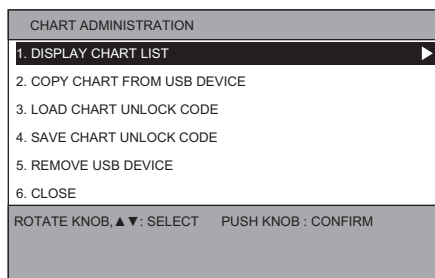 CHART ADMINISTRATION
1. DISPLAY CHART LIST
2. COPY CHART FROM USB DEVICE
3. LOAD CHART UNLOCK CODE
4. SAVE CHART UNLOCK CODE
5. REMOVE USB DEVICE
6. CLOSE
ROTATE KNOB,▲▼: SELECT PUSH KNOB : CONFIRM